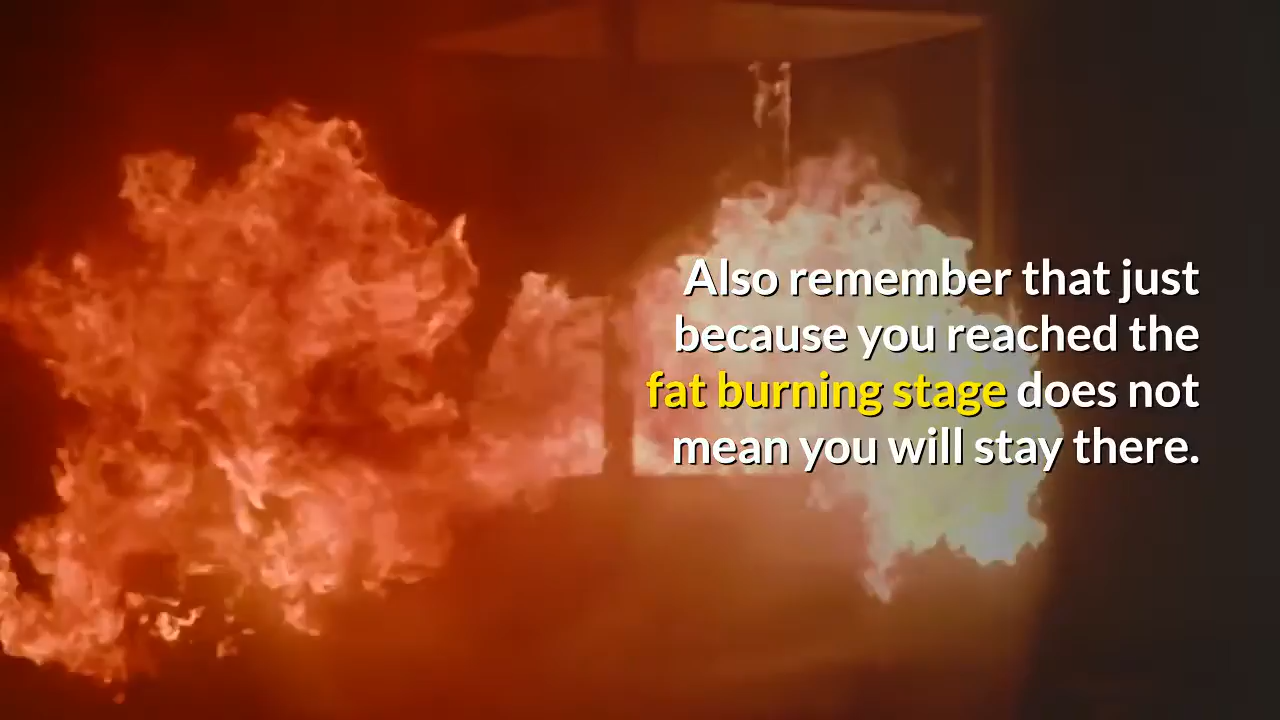 Also remember that just
because you reached the
fat burning stage does not
mean you will stay there.